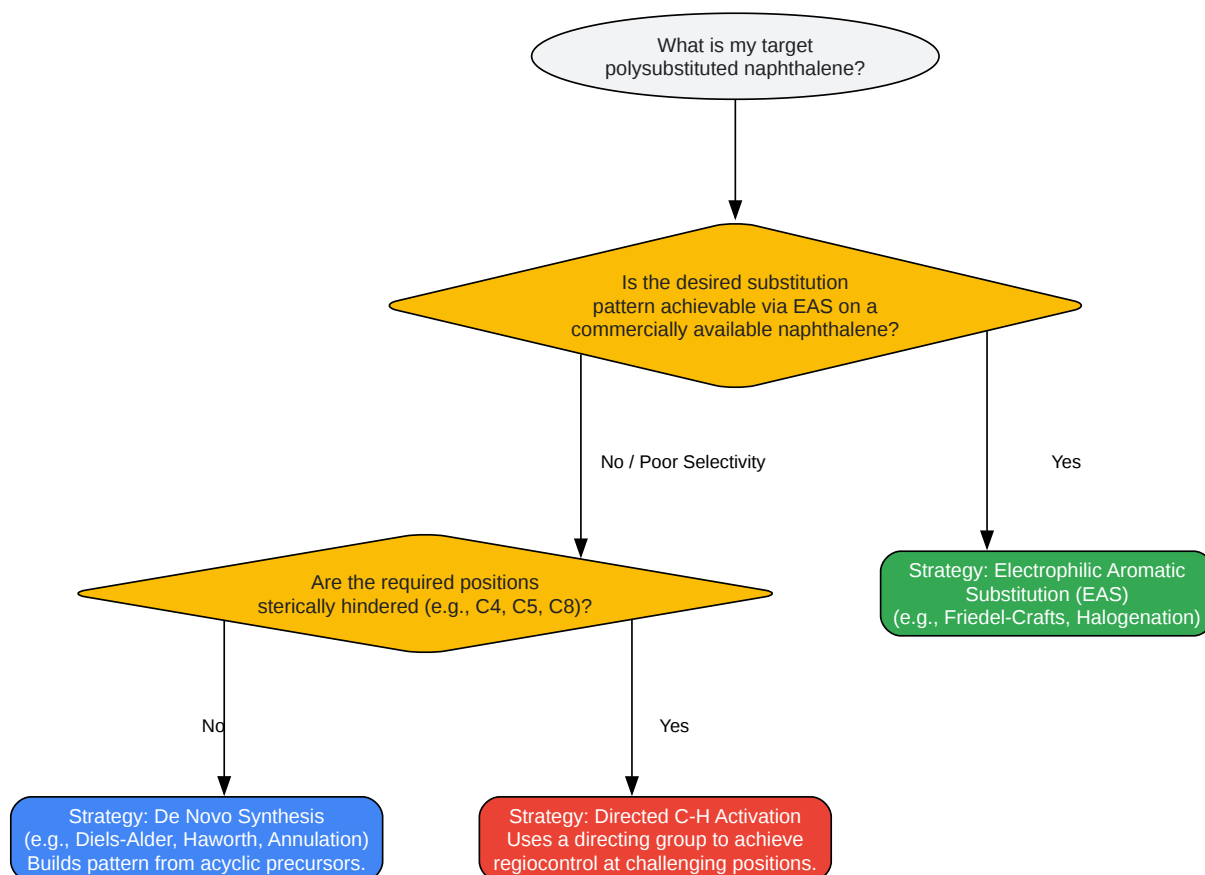 What is my target
polysubstituted naphthalene?
Is the desired substitution
pattern achievable via EAS on a
commercially available naphthalene?
No / Poor Selectivity
Yes
Are the required positions
sterically hindered (e.g., C4, C5, C8)?
Strategy: Electrophilic Aromatic
Substitution (EAS)
(e.g., Friedel-Crafts, Halogenation)
No
Yes
Strategy: De Novo Synthesis
(e.g., Diels-Alder, Haworth, Annulation)
Builds pattern from acyclic precursors.
Strategy: Directed C-H Activation
Uses a directing group to achieve
regiocontrol at challenging positions.